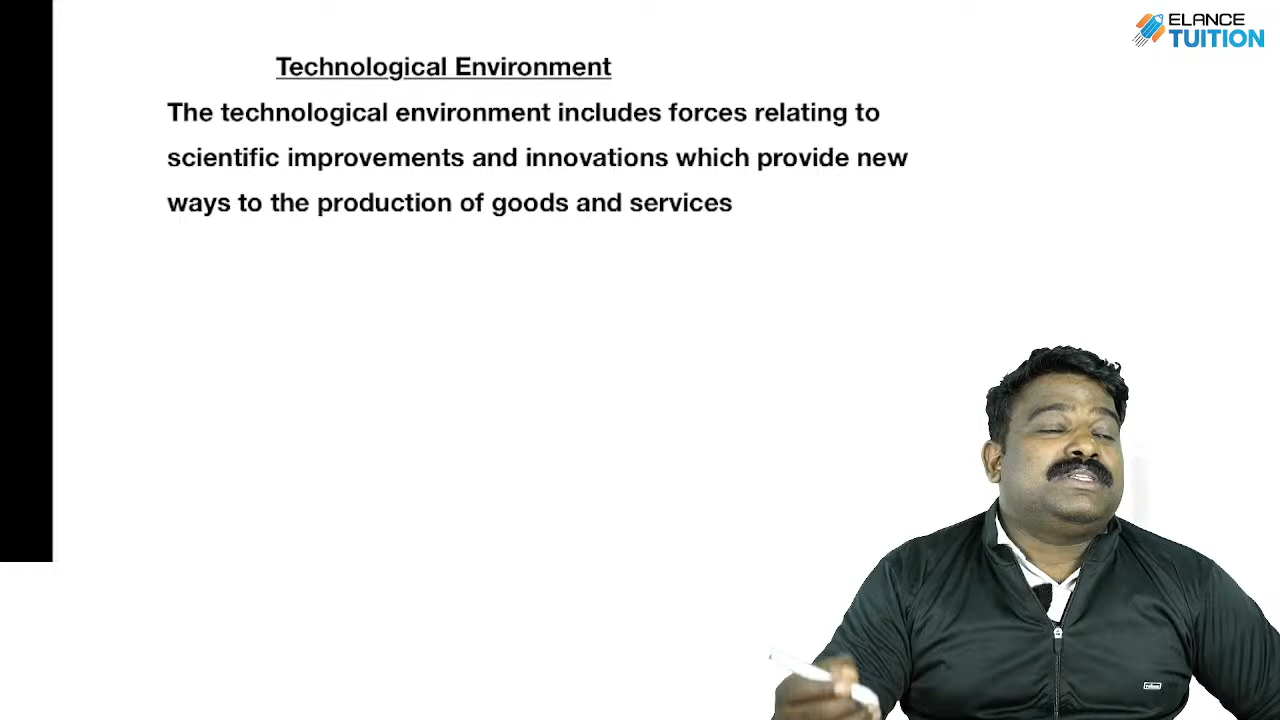 ELANCE
TUITION
Technological Environment
The technological environment includes forces relating to
scientific improvements and innovations which provide new
ways to the production of goods and services